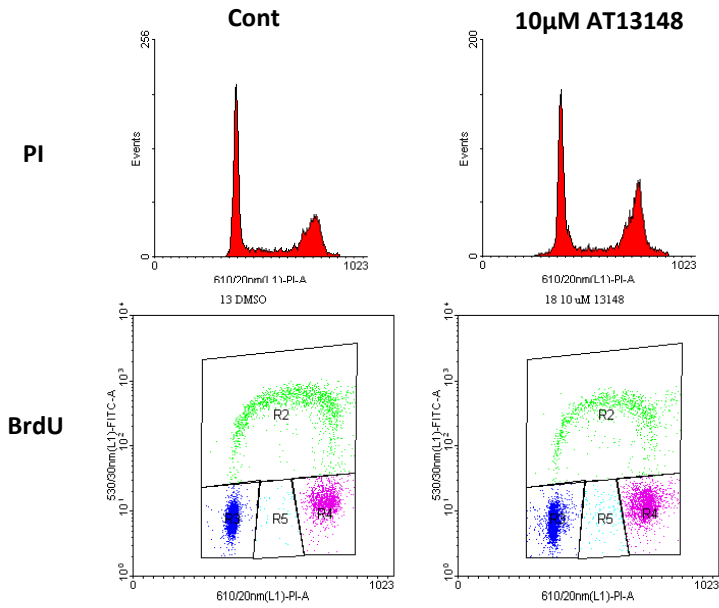 Cont
10µM AT13148
PI
256
Events
0
0
1023
610/20nm(L1)-PI-A
200
Events
0
0
1023
610/20nm(L1)-PI-A
BrdU
13 DMSO
530/30nm(L1)-FITC-A
10⁴
10³
10²
10¹
10⁰
R2
R5
R4
0
1023
610/20nm(L1)-PI-A
18 10 uM 13148
530/30nm(L1)-FITC-A
10⁴
10³
10²
10¹
10⁰
R2
R5
R4
0
1023
610/20nm(L1)-PI-A